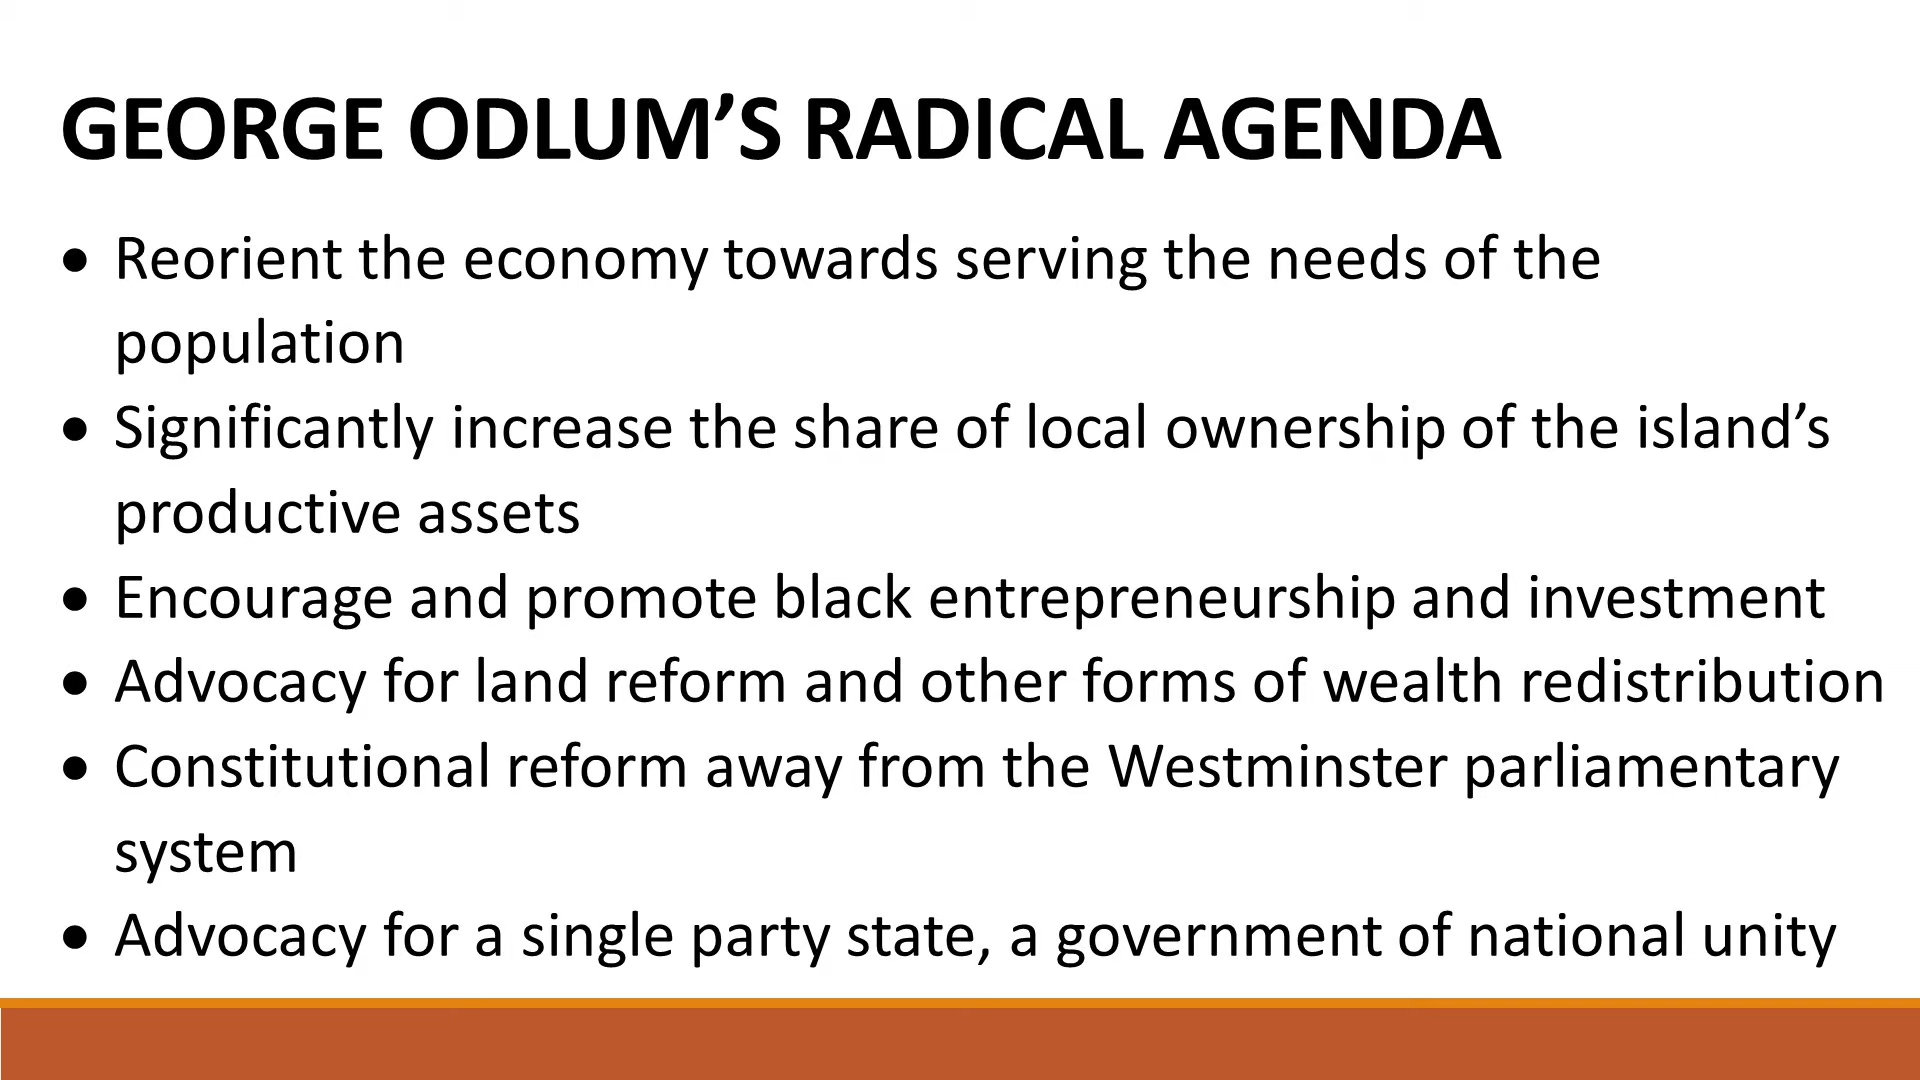 GEORGE ODLUM’S RADICAL AGENDA
• Reorient the economy towards serving the needs of the
population
• Significantly increase the share of local ownership of the island’s
productive assets
• Encourage and promote black entrepreneurship and investment
• Advocacy for land reform and other forms of wealth redistribution
• Constitutional reform away from the Westminster parliamentary
system
• Advocacy for a single party state, a government of national unity